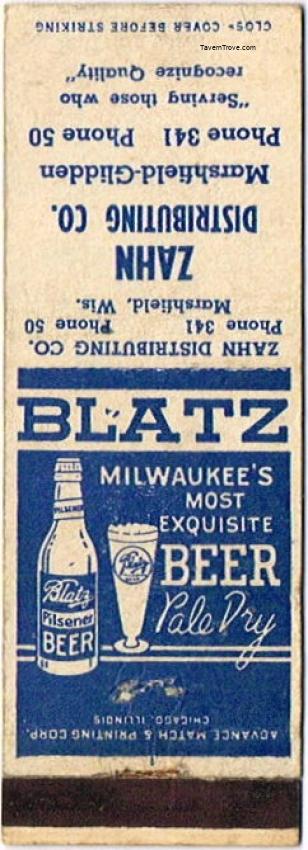 CLOSE COVER BEFORE STRIKING
TavernTrove.com
"Serving those who
recognize Quality"
Phone 341 Phone 50
Marshfield-Glidden
DISTRIBUTING CO.
ZAHN
Marshfield, Wis.
Phone 341 Phone 50
ZAHN DISTRIBUTING CO.
BLATZ
MILWAUKEE'S
MOST
EXQUISITE
BEER
Pale Dry
PILSENER
Blatz
Pilsener
BEER
Blatz
ADVANCE MATCH & PRINTING CORP.
CHICAGO, ILLINOIS